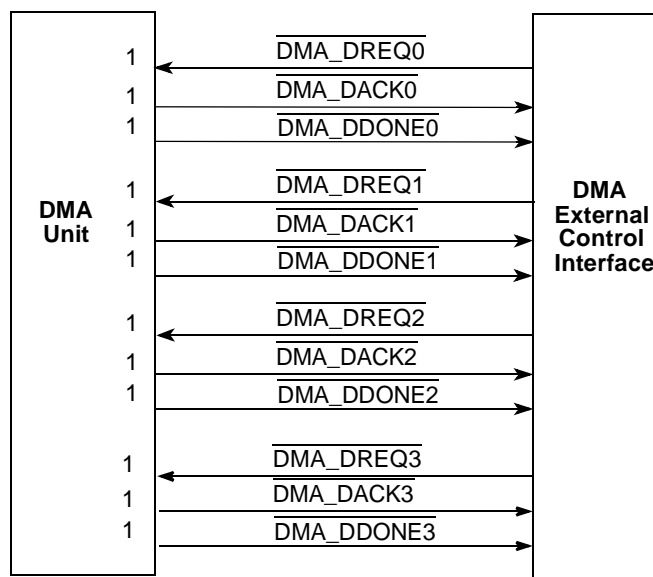 1 DMA_DREQ0
1 DMA_DACK0
1 DMA_DDONE0
1 DMA_DREQ1
DMA
Unit
1 DMA_DACK1
1 DMA_DDONE1
DMA
External
Control
Interface
1 DMA_DREQ2
1 DMA_DACK2
1 DMA_DDONE2
1 DMA_DREQ3
1 DMA_DACK3
1 DMA_DDONE3